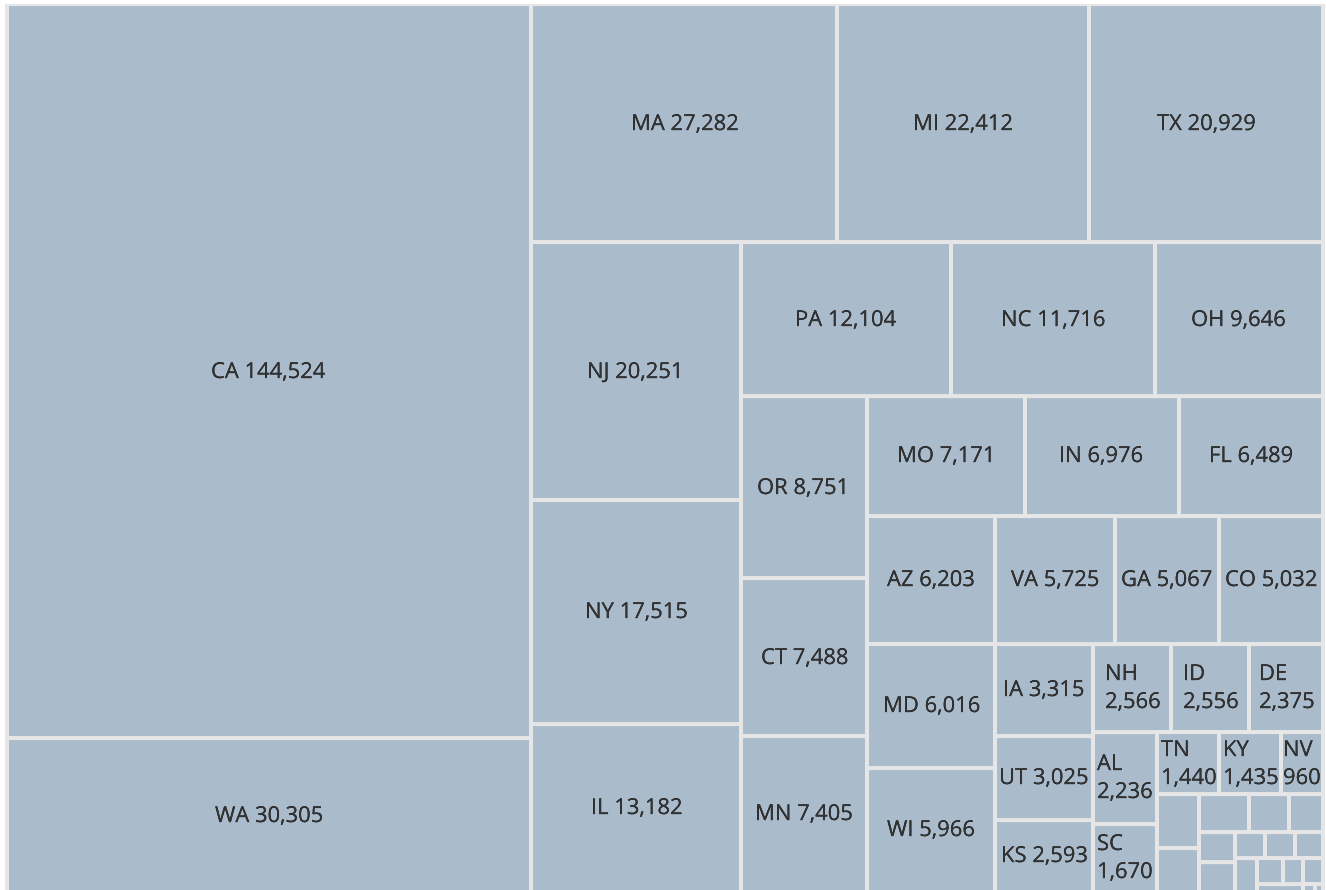 MA 27,282
MI 22,412
TX 20,929
CA 144,524
NJ 20,251
PA 12,104
NC 11,716
OH 9,646
OR 8,751
MO 7,171
IN 6,976
FL 6,489
AZ 6,203
VA 5,725
GA 5,067
CO 5,032
NY 17,515
CT 7,488
MD 6,016
IA 3,315
NH
2,566
ID
2,556
DE
2,375
WA 30,305
IL 13,182
MN 7,405
WI 5,966
UT 3,025
KS 2,593
AL
2,236
SC
1,670
TN
1,440
KY
1,435
NV
960